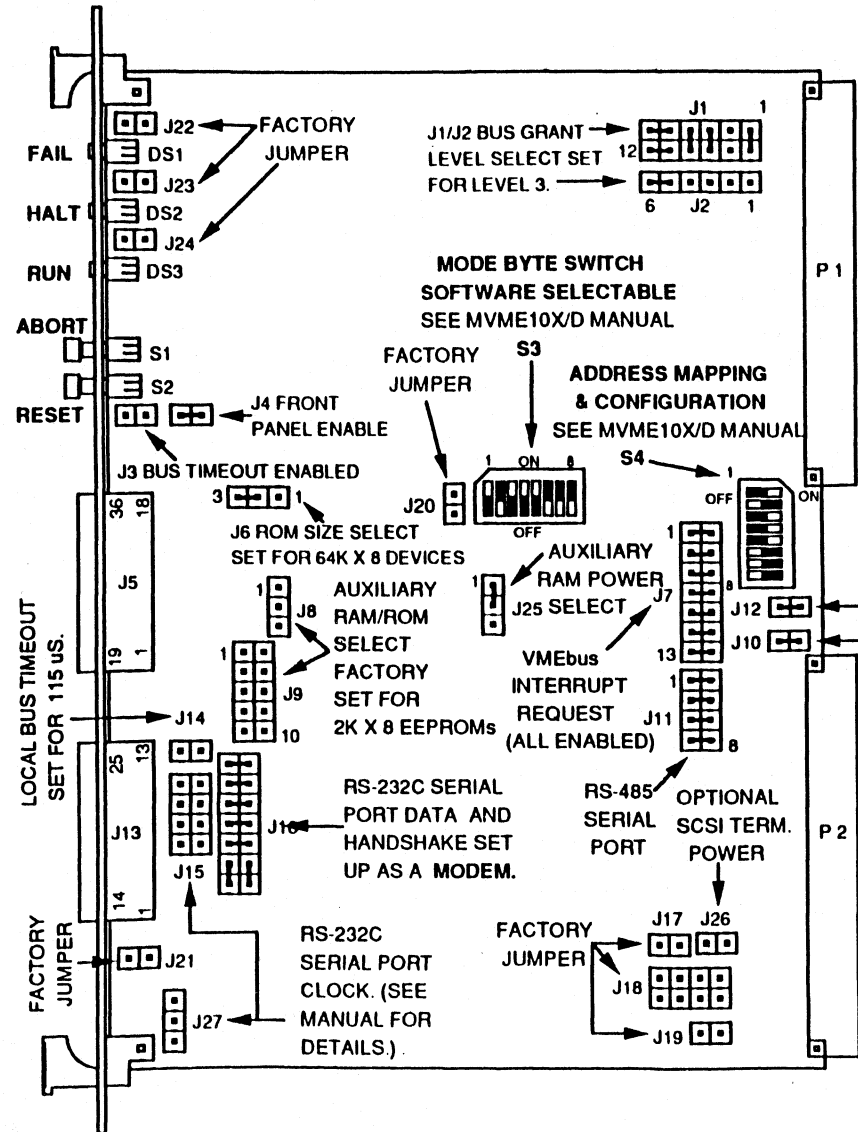 J22
FACTORY
JUMPER
FAIL
DS1
J23
HALT
DS2
J24
RUN
DS3
ABORT
S1
S2
RESET
J4 FRONT
PANEL ENABLE
J3 BUS TIMEOUT ENABLED
J1/J2 BUS GRANT
LEVEL SELECT SET
FOR LEVEL 3.
J1
1
12
6
J2
1
P 1
MODE BYTE SWITCH
SOFTWARE SELECTABLE
SEE MVME10X/D MANUAL
S3
FACTORY
JUMPER
ADDRESS MAPPING
& CONFIGURATION
SEE MVME10X/D MANUAL
S4
1
OFF
ON
8
J20
1
ON
8
OFF
3
1
J6 ROM SIZE SELECT
SET FOR 64K X 8 DEVICES
36
18
J5
19
1
1
J8
AUXILIARY
RAM/ROM
SELECT
FACTORY
SET FOR
2K X 8 EEPROMs
1
J9
10
1
J25
AUXILIARY
RAM POWER
SELECT
1
J7
13
J12
J10
VMEbus
INTERRUPT
REQUEST
(ALL ENABLED)
1
J11
8
RS-485
SERIAL
PORT
OPTIONAL
SCSI TERM.
POWER
P 2
LOCAL BUS TIMEOUT
SET FOR 115 uS.
J14
25
13
J13
14
1
J15
J16
RS-232C SERIAL
PORT DATA AND
HANDSHAKE SET
UP AS A MODEM.
FACTORY
JUMPER
J21
J27
RS-232C
SERIAL PORT
CLOCK. (SEE
MANUAL FOR
DETAILS.)
FACTORY
JUMPER
J17
J26
J18
J19